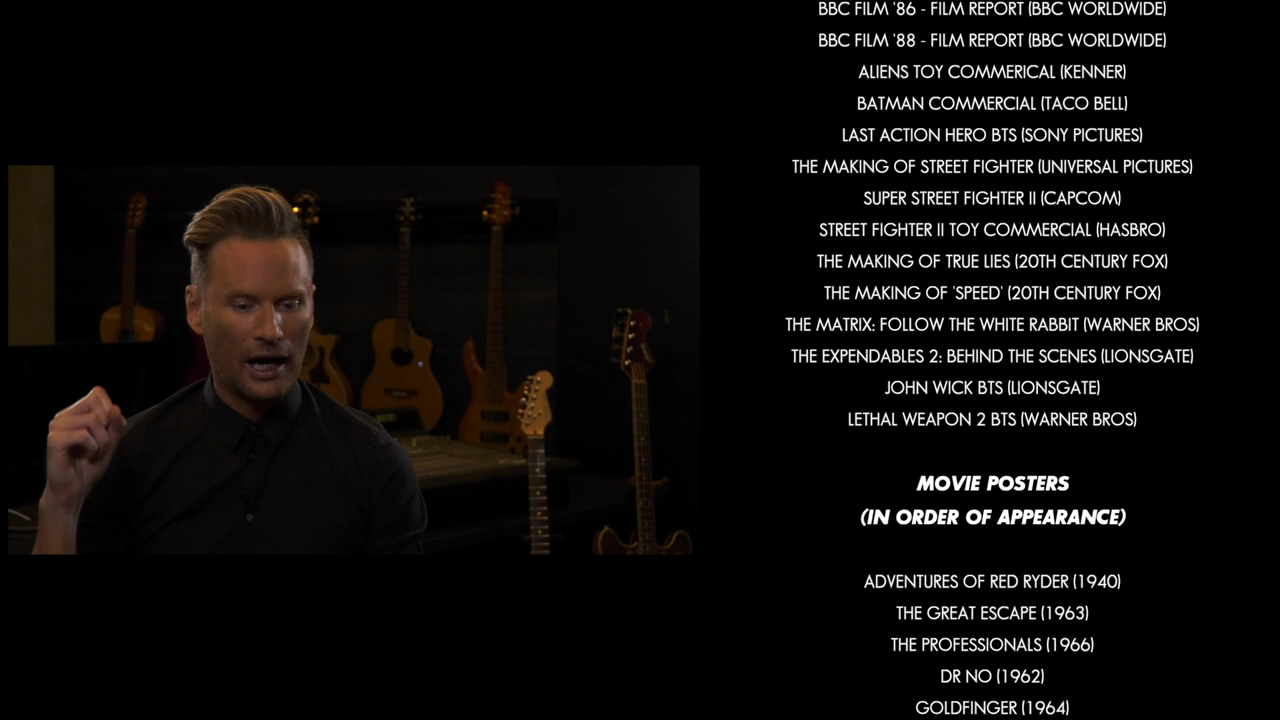 BBC FILM '86 - FILM REPORT (BBC WORLDWIDE)
BBC FILM '88 - FILM REPORT (BBC WORLDWIDE)
ALIENS TOY COMMERICAL (KENNER)
BATMAN COMMERCIAL (TACO BELL)
LAST ACTION HERO BTS (SONY PICTURES)
THE MAKING OF STREET FIGHTER (UNIVERSAL PICTURES)
SUPER STREET FIGHTER II (CAPCOM)
STREET FIGHTER II TOY COMMERCIAL (HASBRO)
THE MAKING OF TRUE LIES (20TH CENTURY FOX)
THE MAKING OF 'SPEED' (20TH CENTURY FOX)
THE MATRIX: FOLLOW THE WHITE RABBIT (WARNER BROS)
THE EXPENDABLES 2: BEHIND THE SCENES (LIONSGATE)
JOHN WICK BTS (LIONSGATE)
LETHAL WEAPON 2 BTS (WARNER BROS)
MOVIE POSTERS
(IN ORDER OF APPEARANCE)
ADVENTURES OF RED RYDER (1940)
THE GREAT ESCAPE (1963)
THE PROFESSIONALS (1966)
DR NO (1962)
GOLDFINGER (1964)